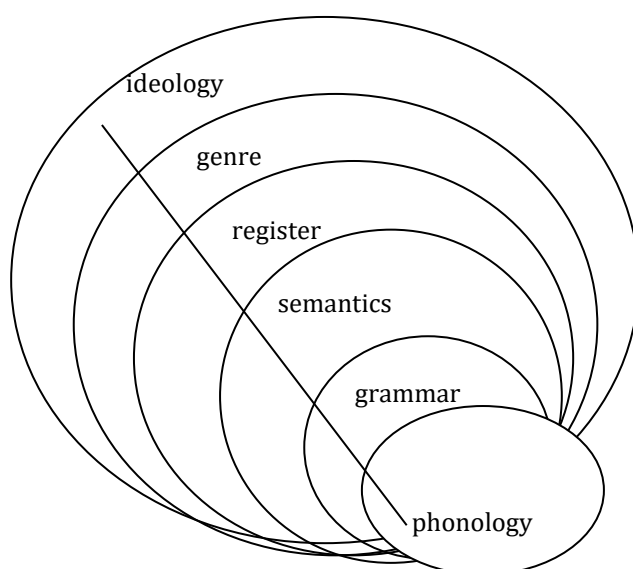 ideology
genre
register
semantics
grammar
phonology